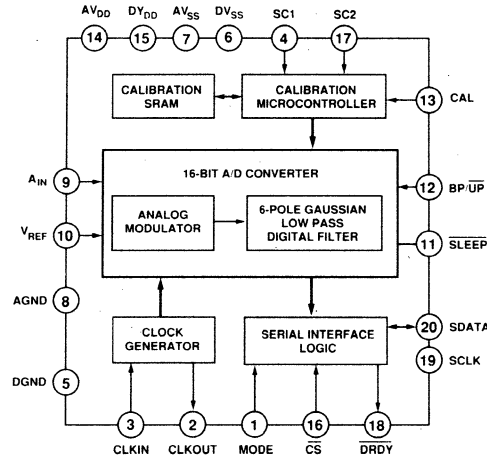 AVDD DYDD AVSS DVSS SC1 SC2
14 15 7 6 4 17
CALIBRATION
SRAM
CALIBRATION
MICROCONTROLLER
13 CAL
16-BIT A/D CONVERTER
AIN
9
12 BP/UP
ANALOG
MODULATOR
6-POLE GAUSSIAN
LOW PASS
DIGITAL FILTER
VREF
10
11 SLEEP
AGND 8
CLOCK
GENERATOR
SERIAL INTERFACE
LOGIC
20 SDATA
19 SCLK
DGND 5
3 2 1 16 18
CLKIN CLKOUT MODE CS DRDY